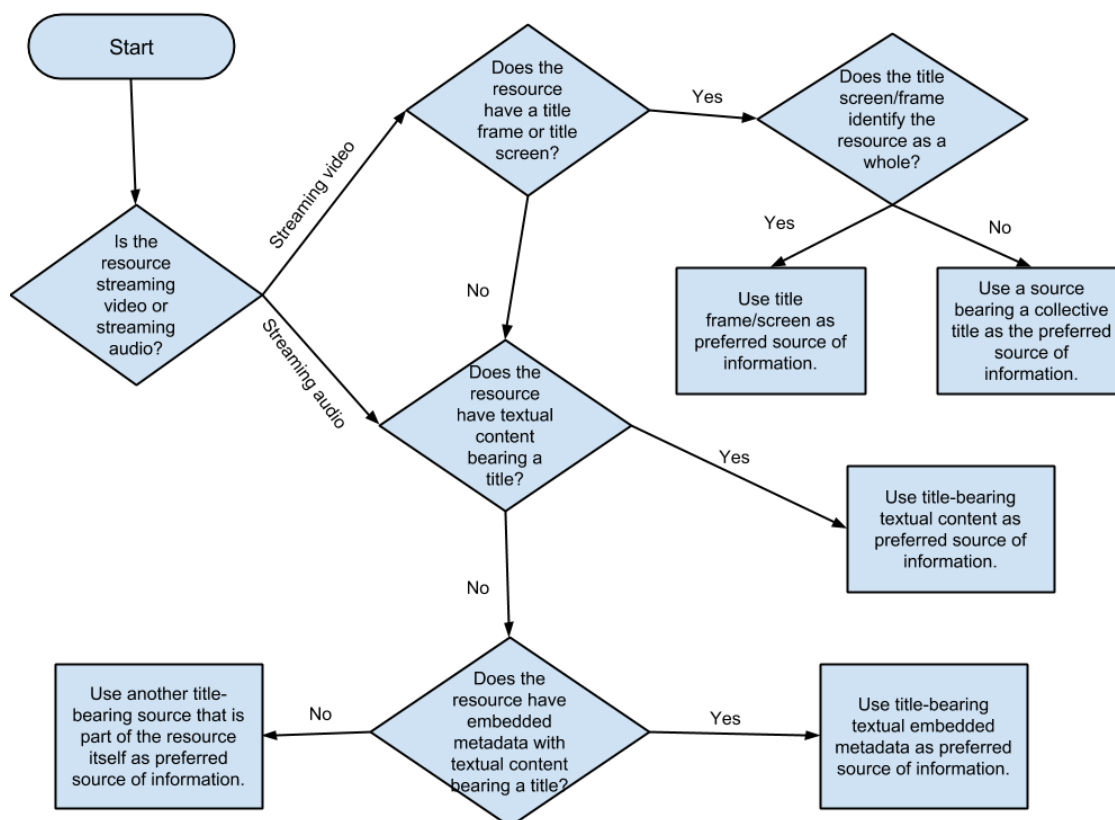 Start
Is the
resource
streaming
video or
streaming
audio?
Streaming video
Streaming audio
Does the
resource
have a title
frame or title
screen?
Yes
Does the title
screen/frame
identify the
resource as a
whole?
Yes
No
Use title
frame/screen as
preferred source of
information.
Use a source
bearing a collective
title as the preferred
source of
information.
No
Does the
resource
have textual
content
bearing a
title?
Yes
Use title-bearing
textual content as
preferred source of
information.
No
Does the
resource have
embedded
metadata with
textual content
bearing a title?
No
Use another title-
bearing source that is
part of the resource
itself as preferred
source of information.
Yes
Use title-bearing
textual embedded
metadata as preferred
source of information.